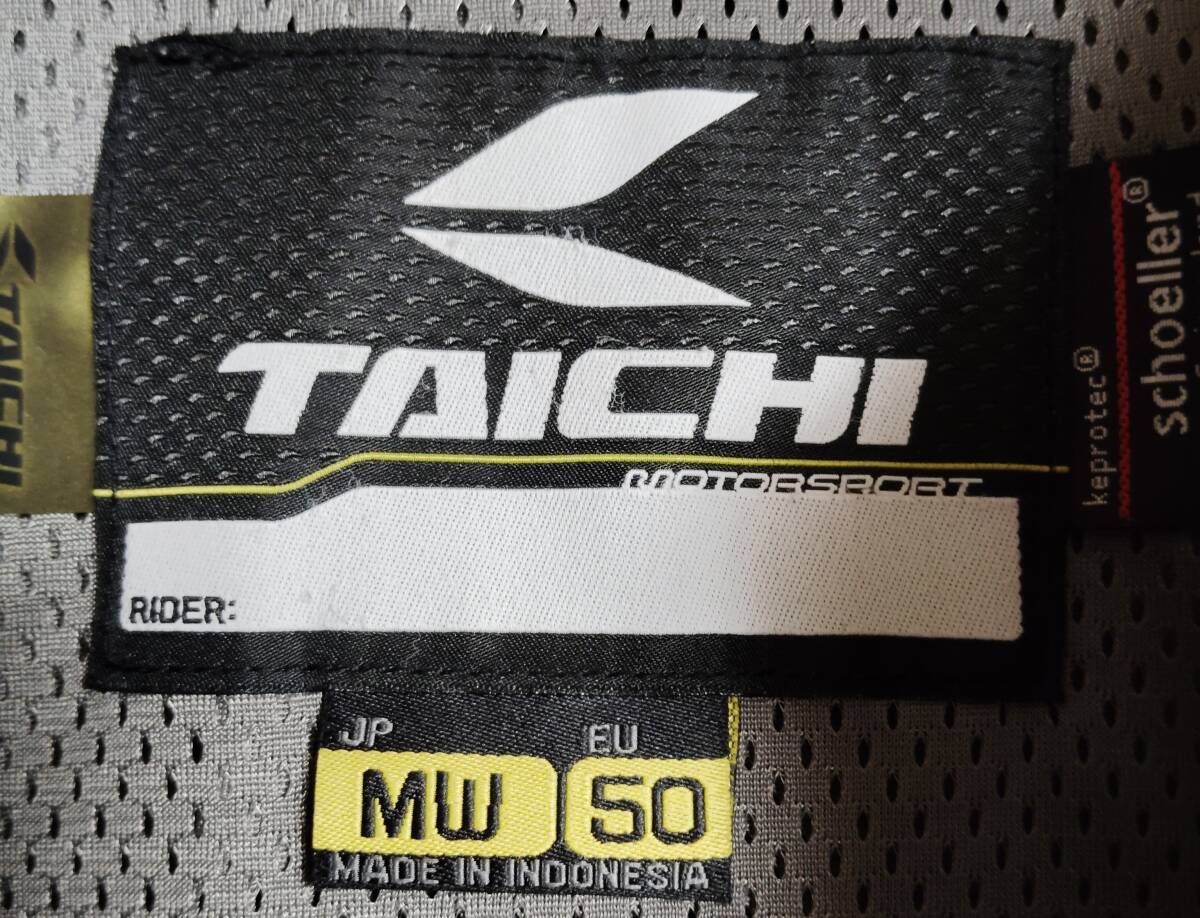 TAICHI
TAICHI
MOTORSPORT
RIDER:
JP EU
MW 50
MADE IN INDONESIA
schoeller®
keprotec®